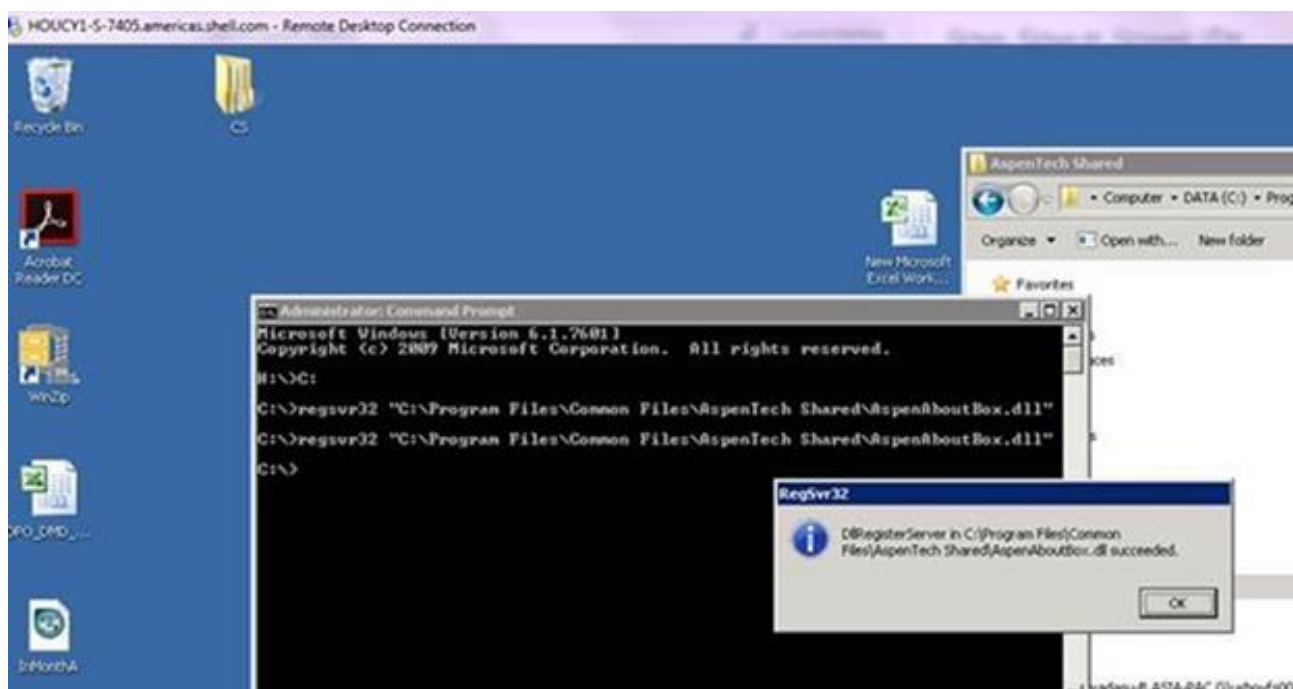 HOUCY1-S-7405.americas.shell.com - Remote Desktop Connection
Recycle Bin
CS
Acrobat
Reader DC
New Microsoft
Excel Work...
WinZip
InMonthA
AspenTech Shared
• Computer • DATA (C:) • Prog
Organize Open with... New folder
Favorites
Administrator: Command Prompt
Microsoft Windows [Version 6.1.7601]
Copyright (c) 2009 Microsoft Corporation. All rights reserved.
H:\>C:
C:\>regsvr32 "C:\Program Files\Common Files\AspenTech Shared\AspenAboutBox.dll"
C:\>regsvr32 "C:\Program Files\Common Files\AspenTech Shared\AspenAboutBox.dll"
C:\>
RegSvr32
DllRegisterServer in C:\Program Files\Common
Files\AspenTech Shared\AspenAboutBox.dll succeeded.
OK